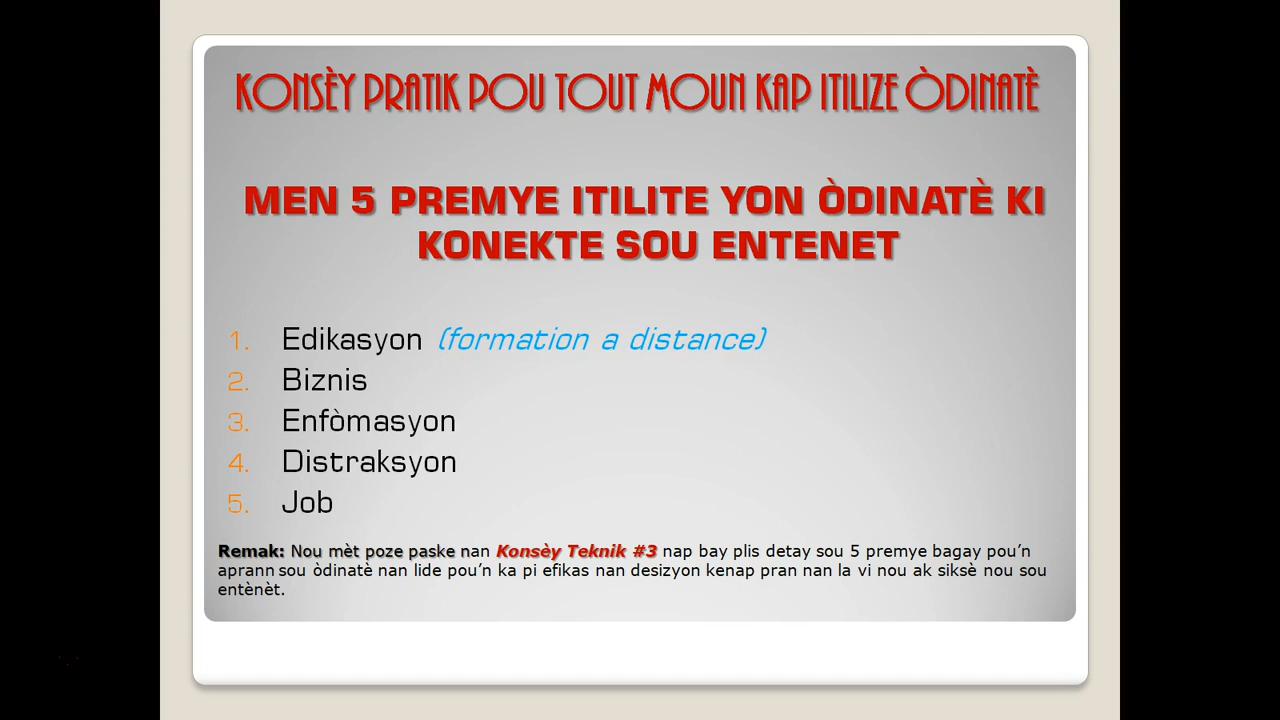 KONSÈY PRATIK POU TOUT MOUN KAP ITILIZE ÒDINATÈ
MEN 5 PREMYE ITILITE YON ÒDINATÈ KI
KONEKTE SOU ENTENET
1. Edikasyon (formation a distance)
2. Biznis
3. Enfòmasyon
4. Distraksyon
5. Job
Remak: Nou mèt poze paske nan Konsèy Teknik #3 nap bay plis detay sou 5 premye bagay pou’n
aprann sou òdinatè nan lide pou’n ka pi efikas nan desizyon kenap pran nan la vi nou ak siksè nou sou
entènèt.